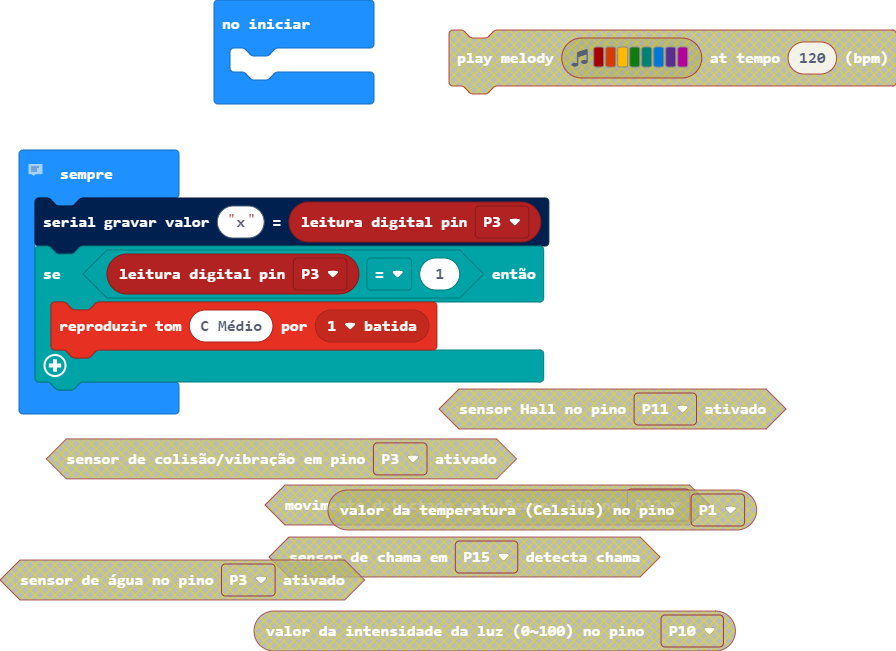 no iniciar
play melody at tempo 120 (bpm)
sempre
serial gravar valor "x" = leitura digital pin P3
se leitura digital pin P3 = 1 então
reproduzir tom C Médio por 1 batida
sensor Hall no pino P11 ativado
sensor de colisão/vibração em pino P3 ativado
valor da temperatura (Celsius) no pino P1
sensor de chama em P15 detecta chama
sensor de água no pino P3 ativado
valor da intensidade da luz (0~100) no pino P10